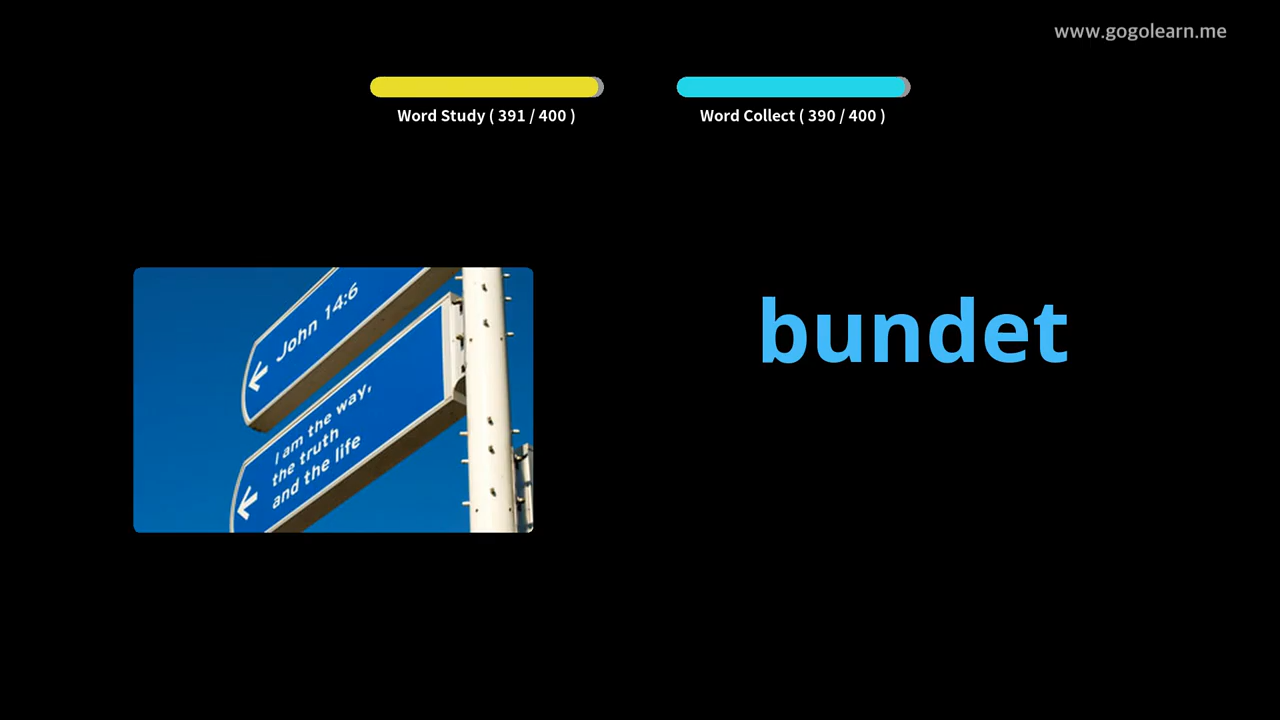 www.gogolearn.me
Word Study ( 391 / 400 )
Word Collect ( 390 / 400 )
John 14:6
I am the way,
the truth
and the life
bundet